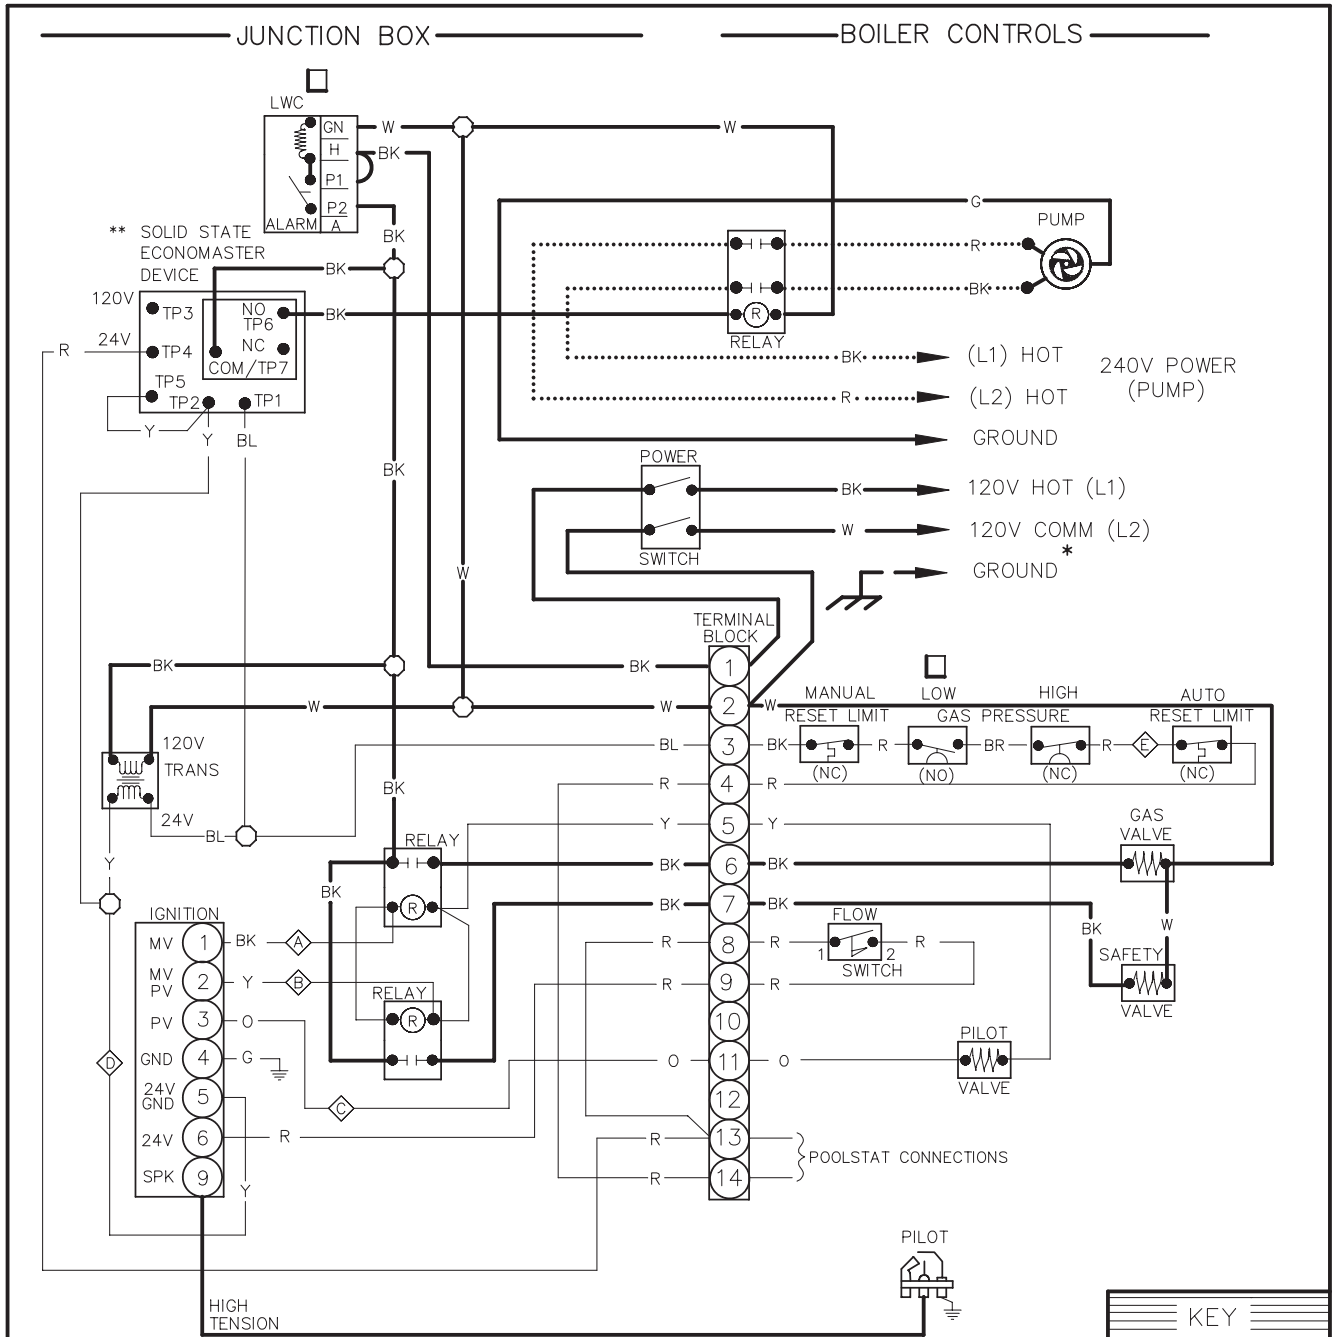 JUNCTION BOX
BOILER CONTROLS
LWC
GN
W
W
H
BK
P1
P2
ALARM
A
BK
G
PUMP
** SOLID STATE
ECONOMASTER
DEVICE
R
BK
BK
120V
TP3
NO
TP6
BK
R
RELAY
R
24V
TP4
NC
COM/TP7
BK
(L1) HOT
240V POWER
(PUMP)
TP5
TP2
TP1
R
(L2) HOT
Y
Y
BL
GROUND
POWER
BK
BK
120V HOT (L1)
W
120V COMM (L2)
SWITCH
*
W
GROUND
TERMINAL
BLOCK
BK
BK
1
MANUAL
RESET LIMIT
LOW
HIGH
GAS PRESSURE
AUTO
RESET LIMIT
W
W
2
W
120V
TRANS
BL
3
BK
R
BR
R
E
(NC)
(NO)
(NC)
(NC)
BK
R
4
R
24V
BL
Y
5
Y
GAS
VALVE
RELAY
Y
BK
6
BK
BK
R
BK
7
BK
IGNITION
FLOW
BK
W
MV
1
BK
A
R
8
R
1
2
R
SWITCH
SAFETY
VALVE
MV
PV
2
Y
B
R
9
R
RELAY
PV
3
O
R
10
PILOT
VALVE
D
GND
4
G
O
11
O
24V
GND
5
C
12
24V
6
R
R
13
POOLSTAT CONNECTIONS
SPK
9
Y
R
14
PILOT
HIGH
TENSION
KEY